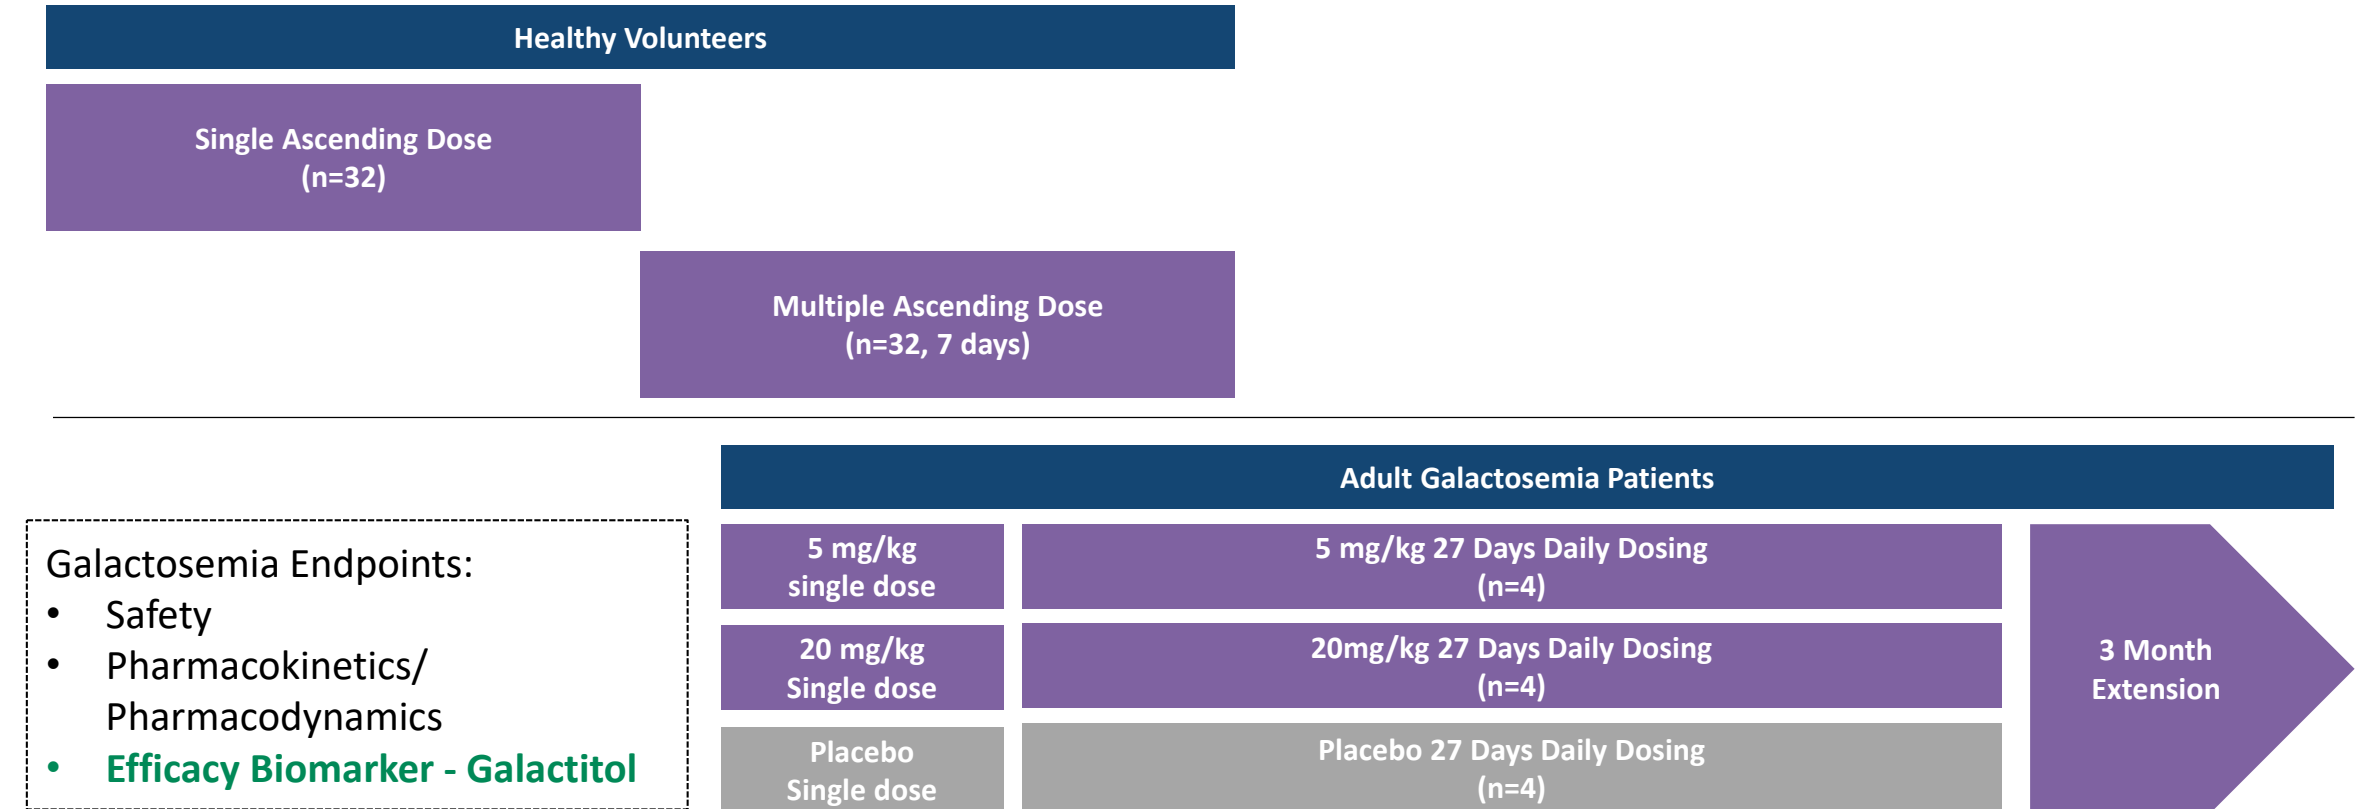 Healthy Volunteers
Single Ascending Dose
(n=32)
Multiple Ascending Dose
(n=32, 7 days)
Adult Galactosemia Patients
Galactosemia Endpoints:
• Safety
• Pharmacokinetics/
Pharmacodynamics
• Efficacy Biomarker - Galactitol
5 mg/kg
single dose
5 mg/kg 27 Days Daily Dosing
(n=4)
20 mg/kg
Single dose
20mg/kg 27 Days Daily Dosing
(n=4)
Placebo
Single dose
Placebo 27 Days Daily Dosing
(n=4)
3 Month
Extension